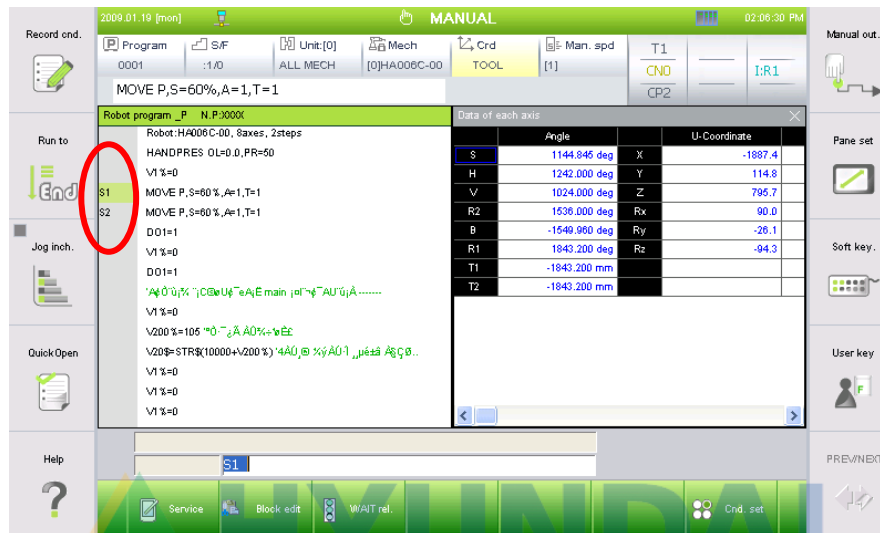 Record cnd.
Run to
End
Jog inch.
Quick Open
Help
2009.01.19 [mon]
MANUAL
02:06:30 PM
Program
0001
S/F
:1/0
Unit:[0]
ALL MECH
Mech
[0]HA006C-00
Crd
TOOL
Man. spd
[1]
T1
CN0
I:R1
CP2
MOVE P,S=60%,A=1,T=1
Robot program _P N.P:XXXX
Robot:HA006C-00, 8axes, 2steps
HANDPRES OL=0.0,PR=50
V1%=0
S1 MOVE P,S=60%,A=1,T=1
S2 MOVE P,S=60%,A=1,T=1
DO1=1
V1%=0
DO1=1
main
V1%=0
V200%=105
V20$=STR$(10000+V200%)
V1%=0
V1%=0
V1%=0
Data of each axis
Angle U-Coordinate
S 1144.845 deg X -1887.4
H 1242.000 deg Y 114.8
V 1024.000 deg Z 795.7
R2 1536.000 deg Rx 90.0
B -1549.960 deg Ry -26.1
R1 1843.200 deg Rz -94.3
T1 -1843.200 mm
T2 -1843.200 mm
S1
Service
Block edit
WAIT rel.
Cnd. set
HYUNDAI
Manual out.
Pane set
Soft key.
User key
F
PREV/NEXT